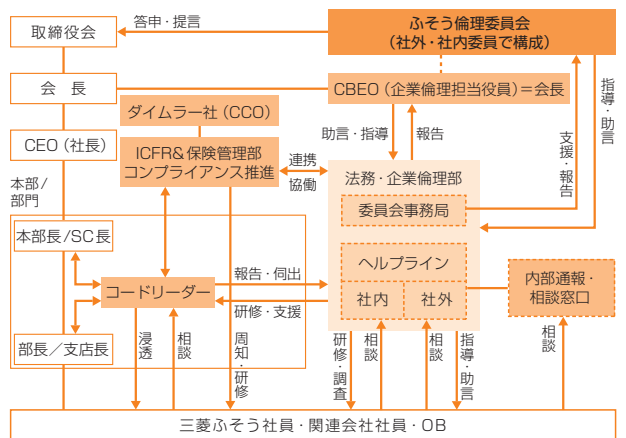 取締役会
答申・提言
ふそう倫理委員会
(社外・社内委員で構成)
会 長
CBEO(企業倫理担当役員)=会長
指導・助言
ダイムラー社(CCO)
CEO(社長)
ICFR&保険管理部
コンプライアンス推進
連携
協働
助言・指導
報告
支援・報告
法務・企業倫理部
委員会事務局
本部/
部門
本部長/SC長
コードリーダー
部長/支店長
報告・伺出
研修・支援
ヘルプライン
社内
社外
内部通報・
相談窓口
浸透
相談
周知・研修
研修・調査
相談
相談
指導・助言
相談
三菱ふそう社員・関連会社社員・OB